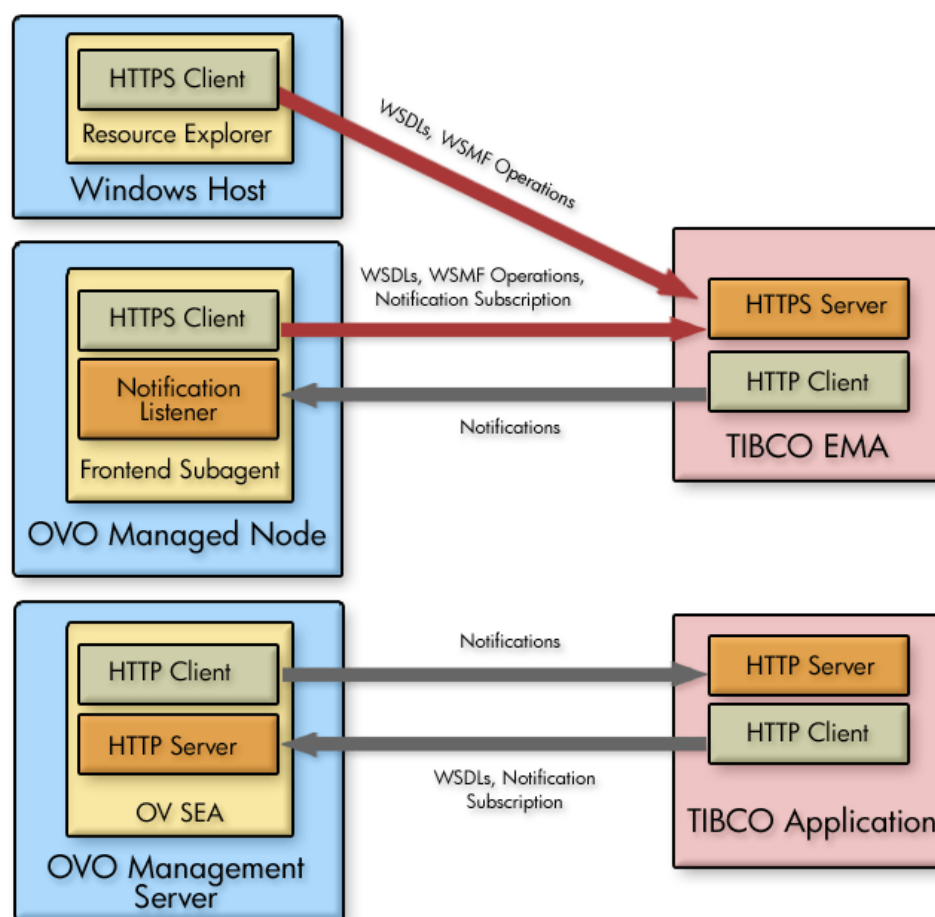 HTTPS Client
Resource Explorer
Windows Host
WSDLs, WSMF Operations
HTTPS Client
Notification
Listener
Frontend Subagent
OVO Managed Node
WSDLs, WSMF Operations,
Notification Subscription
Notifications
HTTPS Server
HTTP Client
TIBCO EMA
HTTP Client
HTTP Server
OV SEA
OVO Management
Server
Notifications
WSDLs, Notification
Subscription
HTTP Server
HTTP Client
TIBCO Application